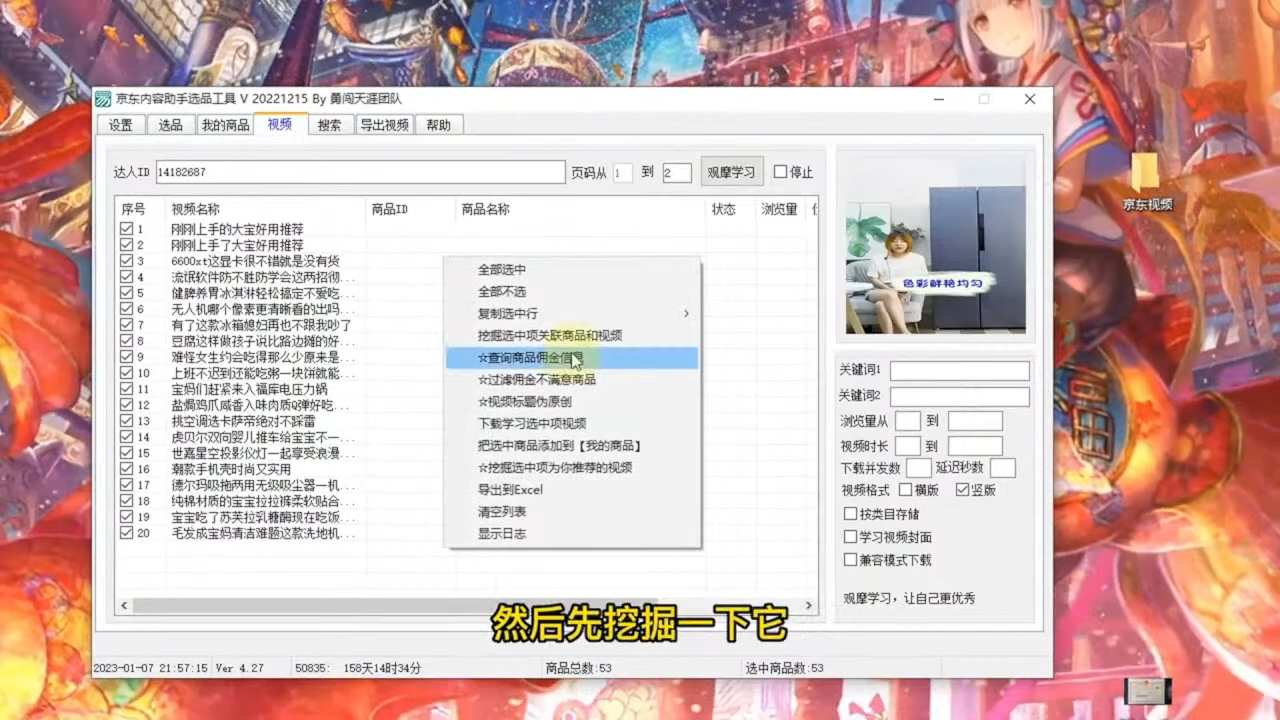 京东内容助手选品工具 V 20221215 By 勇闯天涯团队
设置 选品 我的商品 视频 搜索 导出视频 帮助
达人ID 14182687 页码从 1 到 2 观摩学习 停止
序号 视频名称 商品ID 商品名称 状态 浏览量
1 刚刚上手的大宝好用推荐
2 刚刚上手了大宝好用推荐
3 6600xt这显卡很不错就是没有货
4 流氓软件防不胜防学会这两招彻...
5 健脾养胃冰淇淋轻松搞定不爱吃...
6 无人机哪个像素更清晰看的出吗...
7 有了这款冰箱媳妇再也不跟我吵了
8 豆腐这样做孩子说比路边摊的好...
9 难怪女生约会吃得那么少原来是...
10 上班不迟到还能吃粥一块饼就能...
11 宝妈们赶紧来入福库电压力锅
12 盐焗鸡爪咸香入味肉质Q弹好吃...
13 挑空调选卡萨帝绝对不踩雷
14 虎贝尔双向婴儿推车给宝宝不一...
15 世嘉星空投影仪灯一起享受浪漫...
16 潮款手机壳时尚又实用
17 德尔玛吸拖两用无级吸尘器一机...
18 纯棉材质的宝宝拉拉裤柔软贴合...
19 宝宝吃了苏芙拉乳糖酶现在吃饭...
20 毛发成宝妈清洁难题这款洗地机...
全部选中
全部不选
复制选中行
挖掘选中项关联商品和视频
☆查询商品佣金信息
☆过滤佣金不满意商品
☆视频标题伪原创
下载学习选中项视频
把选中商品添加到【我的商品】
☆挖掘选中项为你推荐的视频
导出到Excel
清空列表
显示日志
色彩鲜艳均匀
关键词1
关键词2
浏览量从 到
视频时长 到
下载并发数 延迟秒数
视频格式 横版 竖版
按类目存储
学习视频封面
兼容模式下载
观摩学习，让自己更优秀
京东视频
然后先挖掘一下它
2023-01-07 21:57:15 Ver 4.27 50835: 158天14时34分 商品总数:53 选中商品数:53